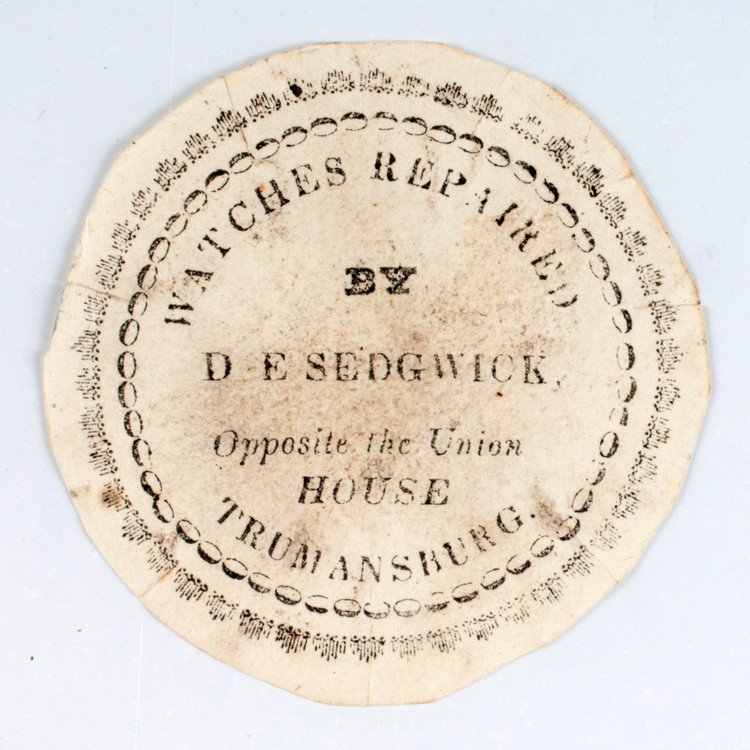 WATCHES REPAIRED
BY
D E SEDGWICK,
Opposite the Union
HOUSE
TRUMANSBURG.